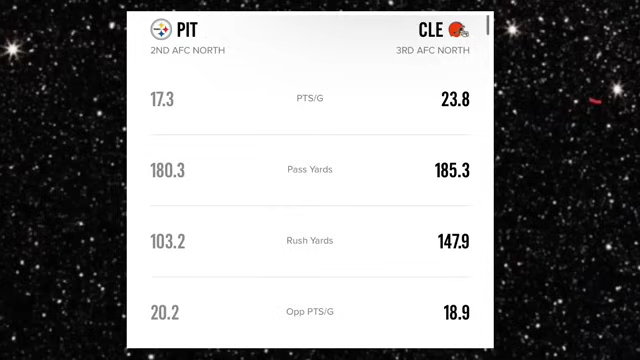 PIT CLE
2ND AFC NORTH 3RD AFC NORTH
17.3 PTS/G 23.8
180.3 Pass Yards 185.3
103.2 Rush Yards 147.9
20.2 Opp PTS/G 18.9